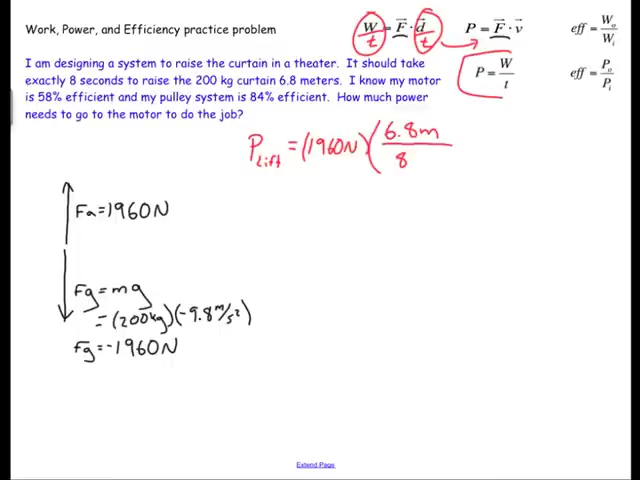 Work, Power, and Efficiency practice problem
W/t = F · d/t
P = F · v
eff = Wo/Wi
P = W/t
eff = Po/Pi
I am designing a system to raise the curtain in a theater. It should take
exactly 8 seconds to raise the 200 kg curtain 6.8 meters. I know my motor
is 58% efficient and my pulley system is 84% efficient. How much power
needs to go to the motor to do the job?
P lift = (1960N)(6.8m/8
Fa=1960N
Fg=mg
=(200kg)(-9.8m/s²)
Fg=-1960N
Extend Page